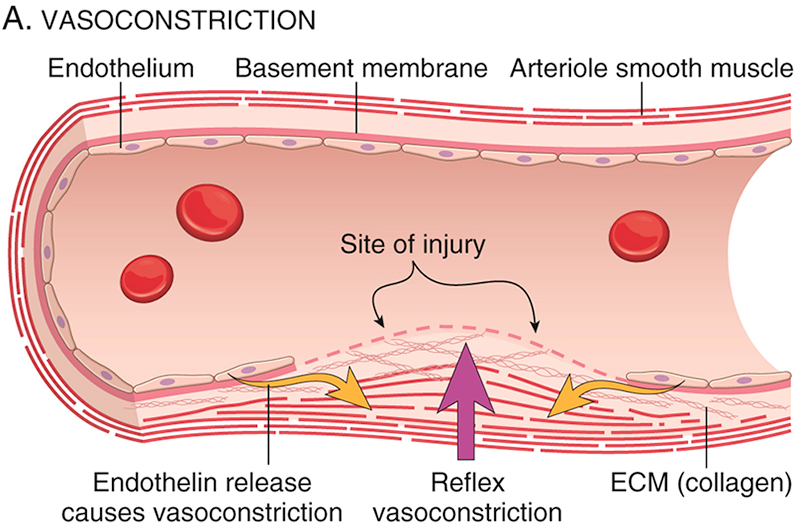 A. VASOCONSTRICTION
Endothelium
Basement membrane
Arteriole smooth muscle
Site of injury
Endothelin release
causes vasoconstriction
Reflex
vasoconstriction
ECM (collagen)